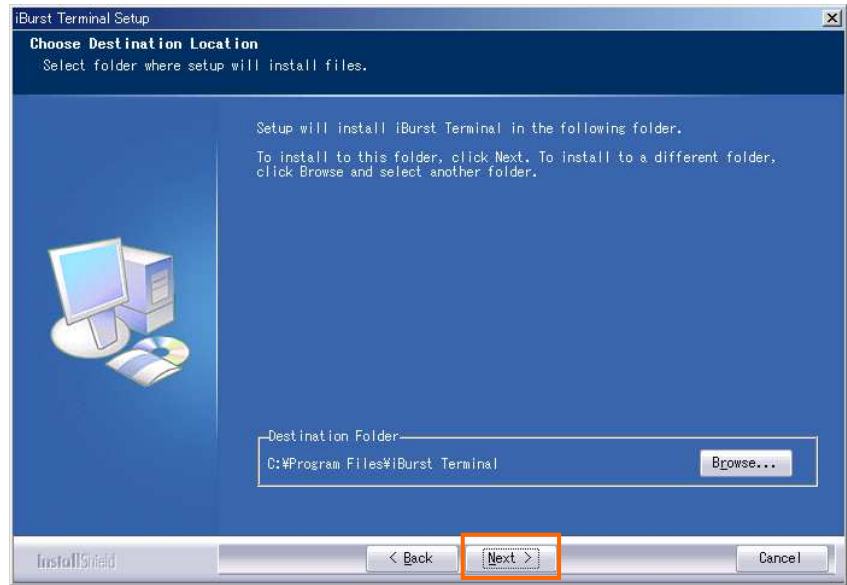 iBurst Terminal Setup
Choose Destination Location
Select folder where setup will install files.
Setup will install iBurst Terminal in the following folder.
To install to this folder, click Next. To install to a different folder,
click Browse and select another folder.
Destination Folder
C:¥Program Files¥iBurst Terminal
Browse...
InstallShield
< Back
Next >
Cancel